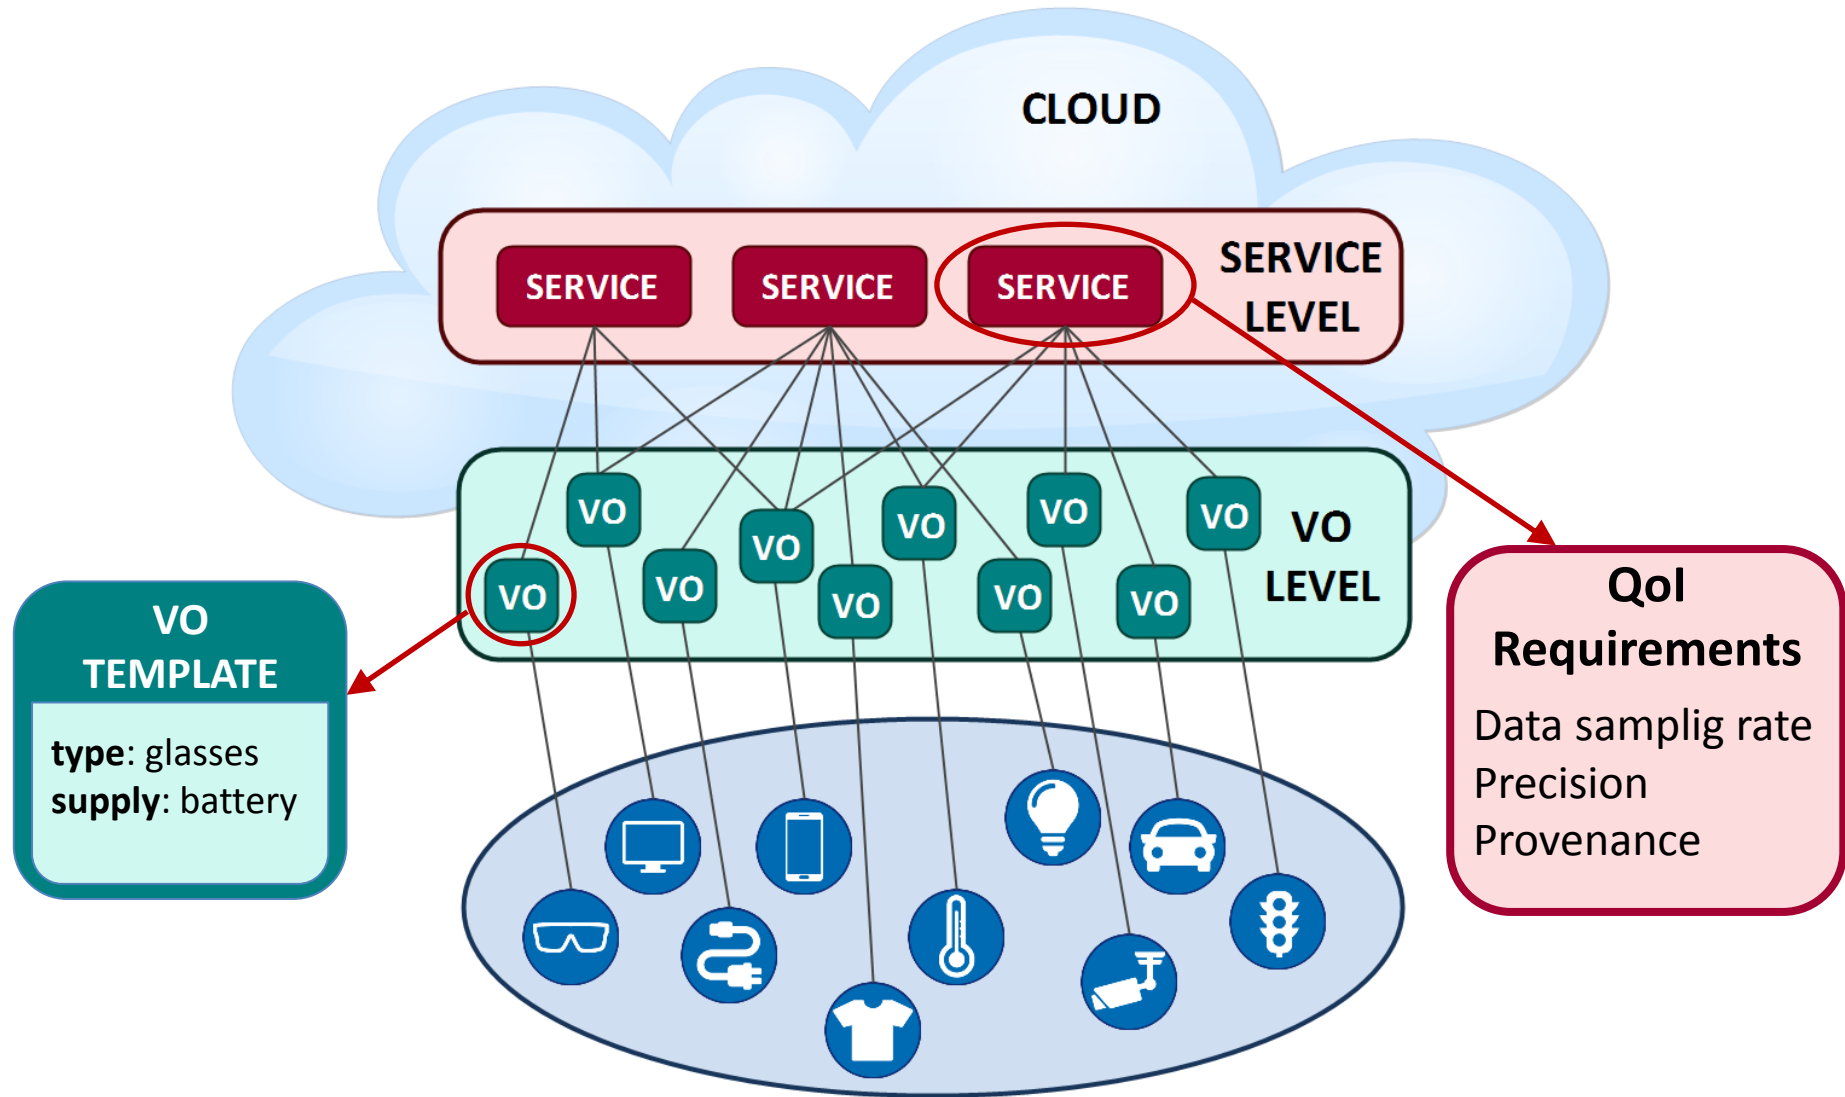 CLOUD
SERVICE
SERVICE
SERVICE
SERVICE
LEVEL
VO
VO
VO
VO
VO
VO
VO
VO
VO
VO
VO
LEVEL
VO
TEMPLATE
type: glasses
supply: battery
QoI
Requirements
Data samplig rate
Precision
Provenance